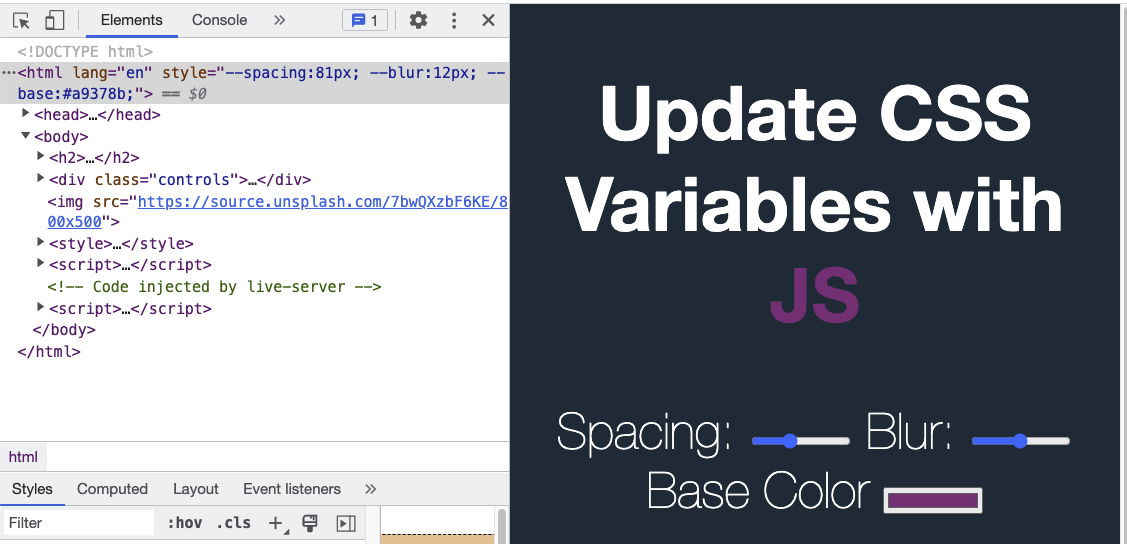 Elements Console » 1
<!DOCTYPE html>
…<html lang="en" style="--spacing:81px; --blur:12px; --
base:#a9378b;"> == $0
<head>…</head>
<body>
<h2>…</h2>
<div class="controls">…</div>
<img src="https://source.unsplash.com/7bwQXzbF6KE/8
00x500">
<style>…</style>
<script>…</script>
<!-- Code injected by live-server -->
<script>…</script>
</body>
</html>
html
Styles Computed Layout Event listeners »
Filter :hov .cls +
Update CSS
Variables with
JS
Spacing: Blur:
Base Color